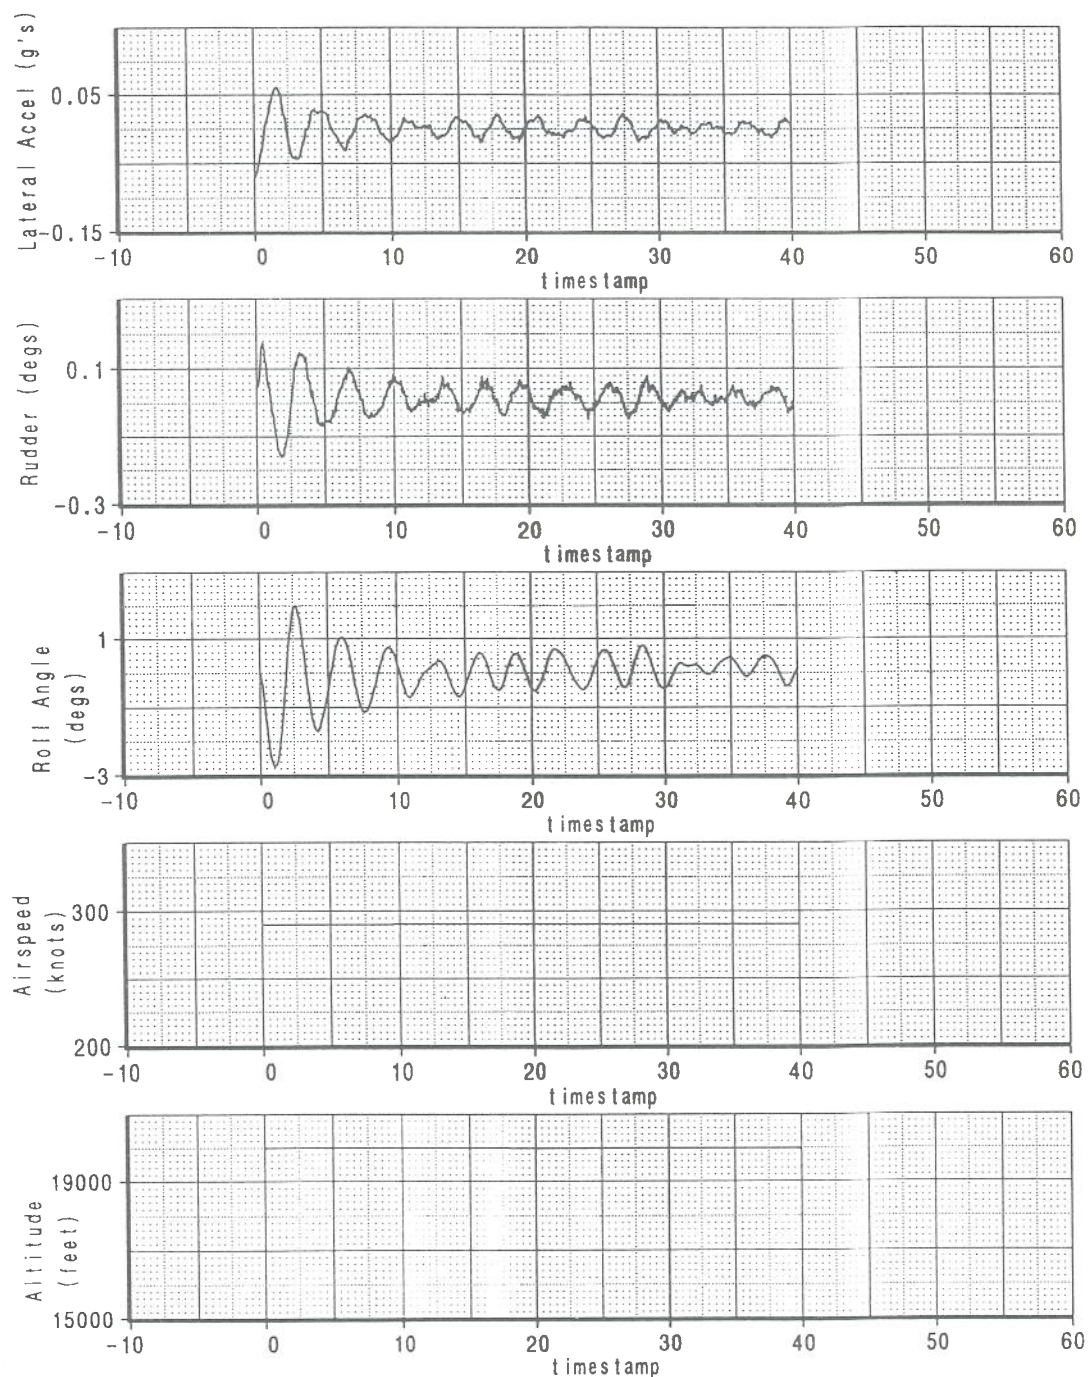 Lateral Accel (g's)
0.05
-0.15
-10 0 10 20 30 40 50 60
timestamp
Rudder (degs)
0.1
-0.3
-10 0 10 20 30 40 50 60
timestamp
Roll Angle
(degs)
1
-3
-10 0 10 20 30 40 50 60
timestamp
Airspeed
(knots)
300
200
-10 0 10 20 30 40 50 60
timestamp
Altitude
(feet)
19000
15000
-10 0 10 20 30 40 50 60
timestamp